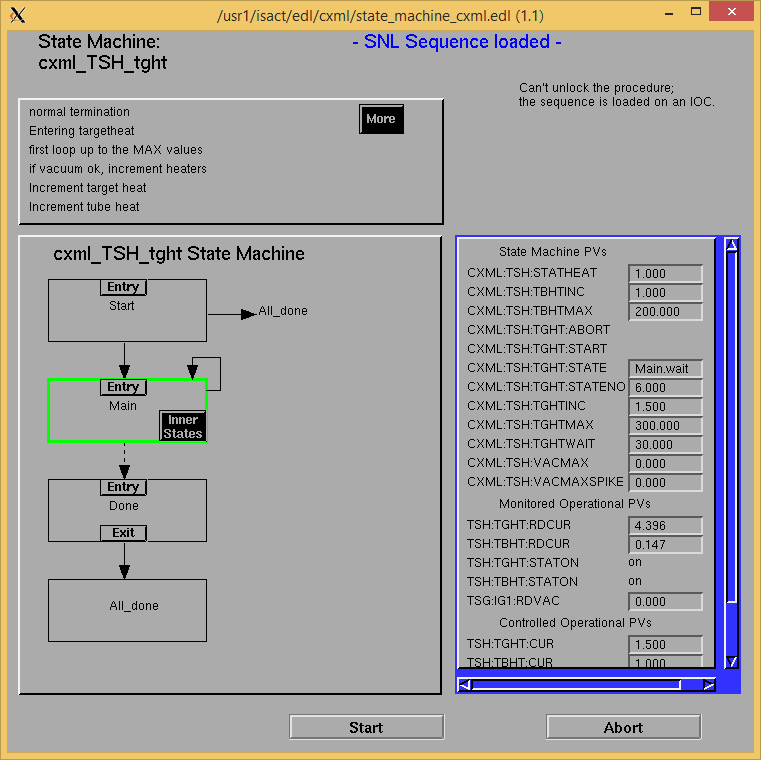 /usr1/isact/edl/cxml/state_machine_cxml.edl (1.1)
State Machine:
cxml_TSH_tght
- SNL Sequence loaded -
Can't unlock the procedure;
the sequence is loaded on an IOC.
normal termination
Entering targetheat
first loop up to the MAX values
if vacuum ok, increment heaters
Increment target heat
Increment tube heat
More
cxml_TSH_tght State Machine
Entry
Start
All_done
Entry
Main
Inner
States
Entry
Done
Exit
All_done
State Machine PVs
CXML:TSH:STATHEAT 1.000
CXML:TSH:TBHTINC 1.000
CXML:TSH:TBHTMAX 200.000
CXML:TSH:TGHT:ABORT
CXML:TSH:TGHT:START
CXML:TSH:TGHT:STATE Main.wait
CXML:TSH:TGHT:STATENO 6.000
CXML:TSH:TGHTINC 1.500
CXML:TSH:TGHTMAX 300.000
CXML:TSH:TGHTWAIT 30.000
CXML:TSH:VACMAX 0.000
CXML:TSH:VACMAXSPIKE 0.000
Monitored Operational PVs
TSH:TGHT:RDCUR 4.396
TSH:TBHT:RDCUR 0.147
TSH:TGHT:STATON on
TSH:TBHT:STATON on
TSG:IG1:RDVAC 0.000
Controlled Operational PVs
TSH:TGHT:CUR 1.500
TSH:TBHT:CUR 1.000
Start
Abort